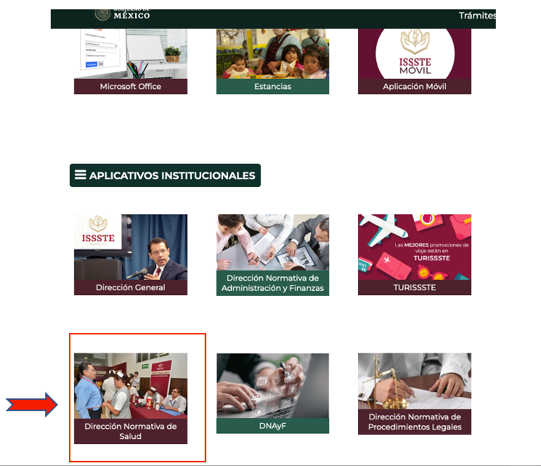 GOBIERNO DE
MÉXICO
Trámites
Microsoft Office
Estancias
ISSSTE
MÓVIL
Aplicación Móvil
APLICATIVOS INSTITUCIONALES
ISSSTE
Dirección General
Dirección Normativa de
Administración y Finanzas
Las MEJORES promociones de
viaje están en
TURISSSTE
TURISSSTE
Dirección Normativa de
Salud
DNAyF
Dirección Normativa de
Procedimientos Legales